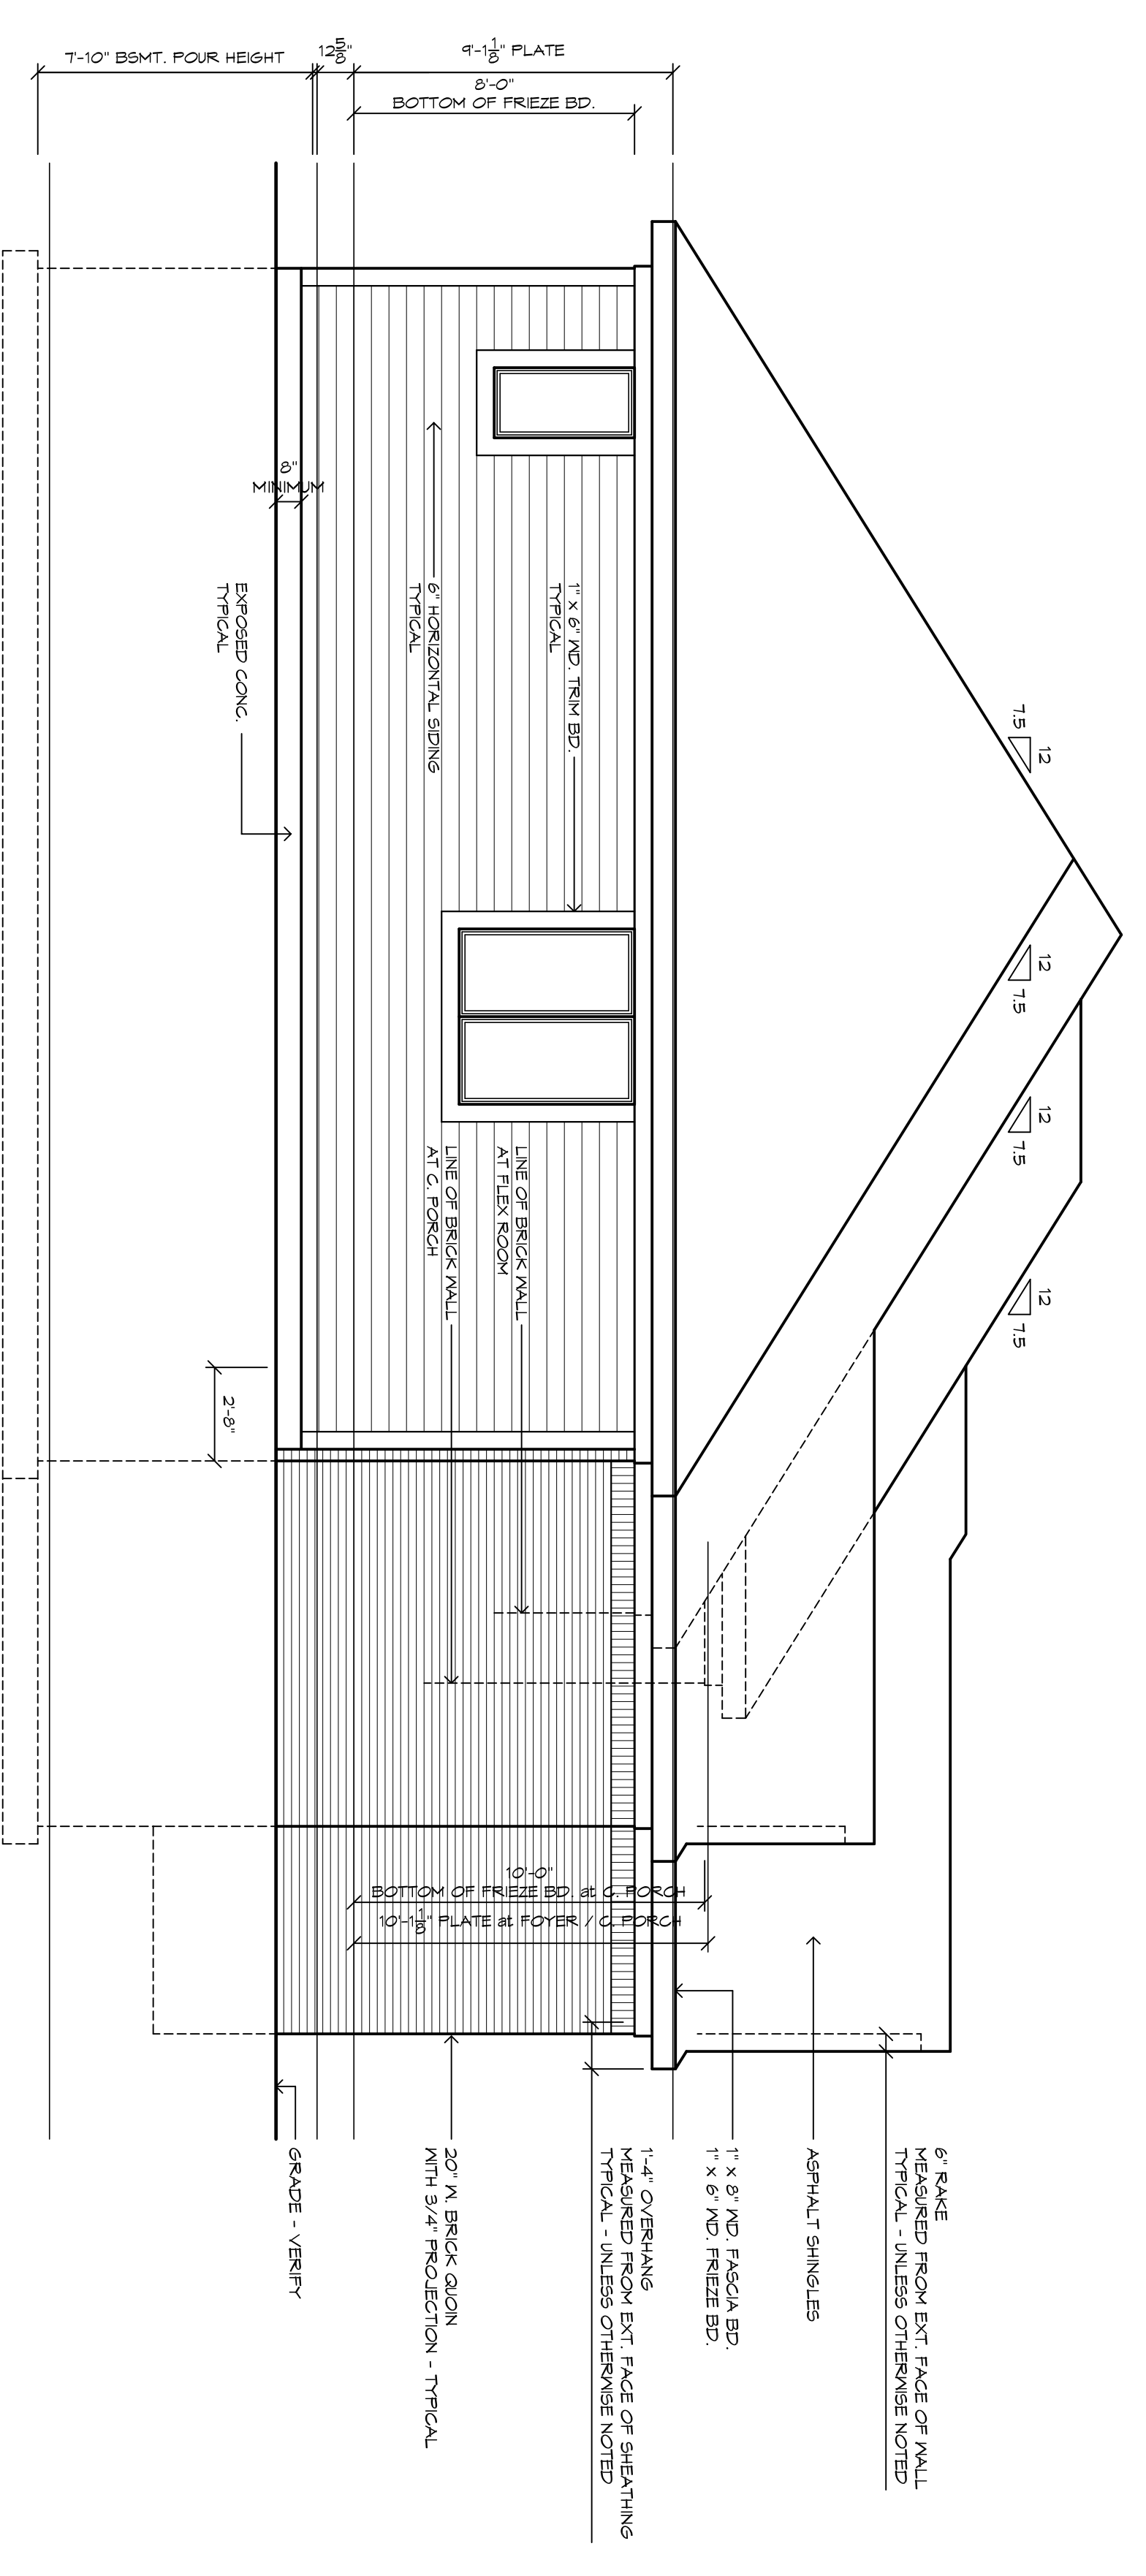 7'-10" BSMT. POUR HEIGHT
12 5/8"
9'-1 1/8" PLATE
8'-0"
BOTTOM OF FRIEZE BD.
7.5
12
12
7.5
12
7.5
12
7.5
8"
MINIMUM
1" x 6" WD. TRIM BD.
TYPICAL
6" HORIZONTAL SIDING
TYPICAL
EXPOSED CONC.
TYPICAL
LINE OF BRICK WALL
AT FLEX ROOM
LINE OF BRICK WALL
AT C. PORCH
2'-8"
10'-0"
BOTTOM OF FRIEZE BD. at C. PORCH
10'-1 1/8" PLATE at FOYER / C. PORCH
6" RAKE
MEASURED FROM EXT. FACE OF WALL
TYPICAL - UNLESS OTHERWISE NOTED
ASPHALT SHINGLES
1" x 8" WD. FASCIA BD.
1" x 6" WD. FRIEZE BD.
1'-4" OVERHANG
MEASURED FROM EXT. FACE OF SHEATHING
TYPICAL - UNLESS OTHERWISE NOTED
20" W. BRICK QUOIN
WITH 3/4" PROJECTION - TYPICAL
GRADE - VERIFY